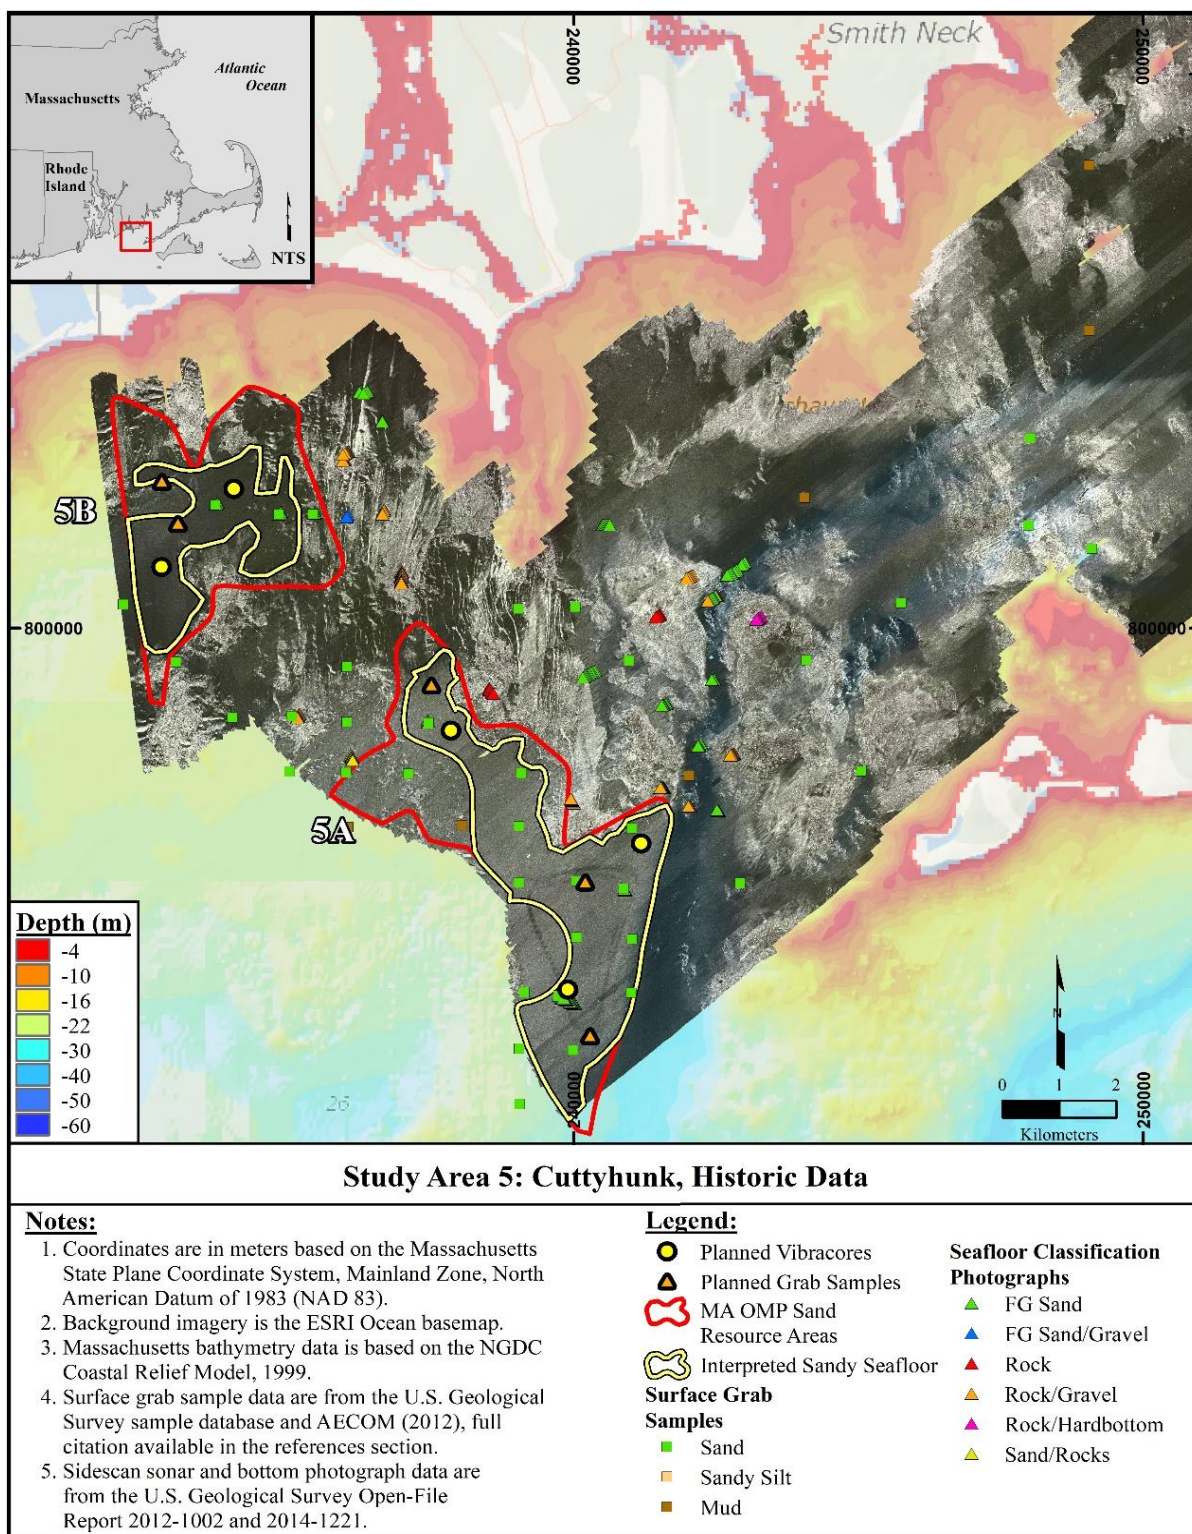 Massachusetts
Atlantic
Ocean
Rhode
Island
NTS
240000
250000
Smith Neck
5B
800000
800000
5A
Depth (m)
-4
-10
-16
-22
-30
-40
-50
-60
26
N
0 1 2
Kilometers
240000
250000
Study Area 5: Cuttyhunk, Historic Data
Notes:
1. Coordinates are in meters based on the Massachusetts
State Plane Coordinate System, Mainland Zone, North
American Datum of 1983 (NAD 83).
2. Background imagery is the ESRI Ocean basemap.
3. Massachusetts bathymetry data is based on the NGDC
Coastal Relief Model, 1999.
4. Surface grab sample data are from the U.S. Geological
Survey sample database and AECOM (2012), full
citation available in the references section.
5. Sidescan sonar and bottom photograph data are
from the U.S. Geological Survey Open-File
Report 2012-1002 and 2014-1221.
Legend:
Planned Vibracores
Planned Grab Samples
MA OMP Sand
Resource Areas
Interpreted Sandy Seafloor
Surface Grab
Samples
Sand
Sandy Silt
Mud
Seafloor Classification
Photographs
FG Sand
FG Sand/Gravel
Rock
Rock/Gravel
Rock/Hardbottom
Sand/Rocks